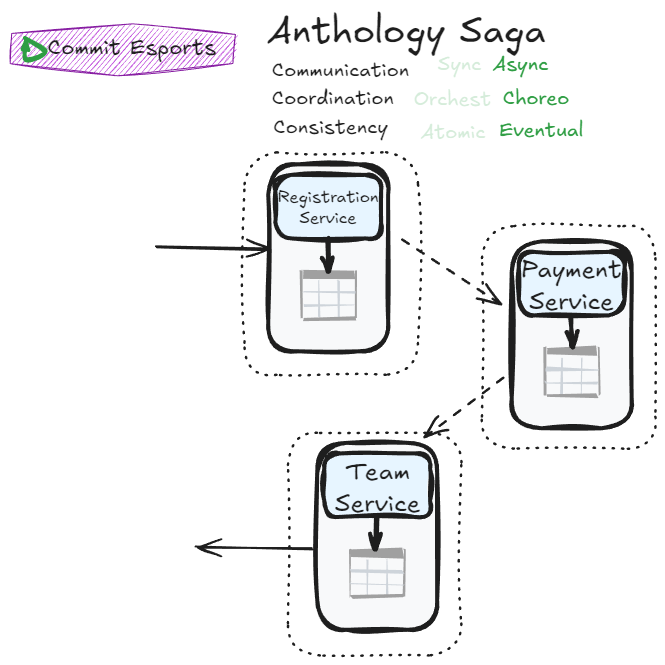 Commit Esports
Anthology Saga
Communication Sync Async
Coordination Orchest Choreo
Consistency Atomic Eventual
Registration
Service
Payment
Service
Team
Service